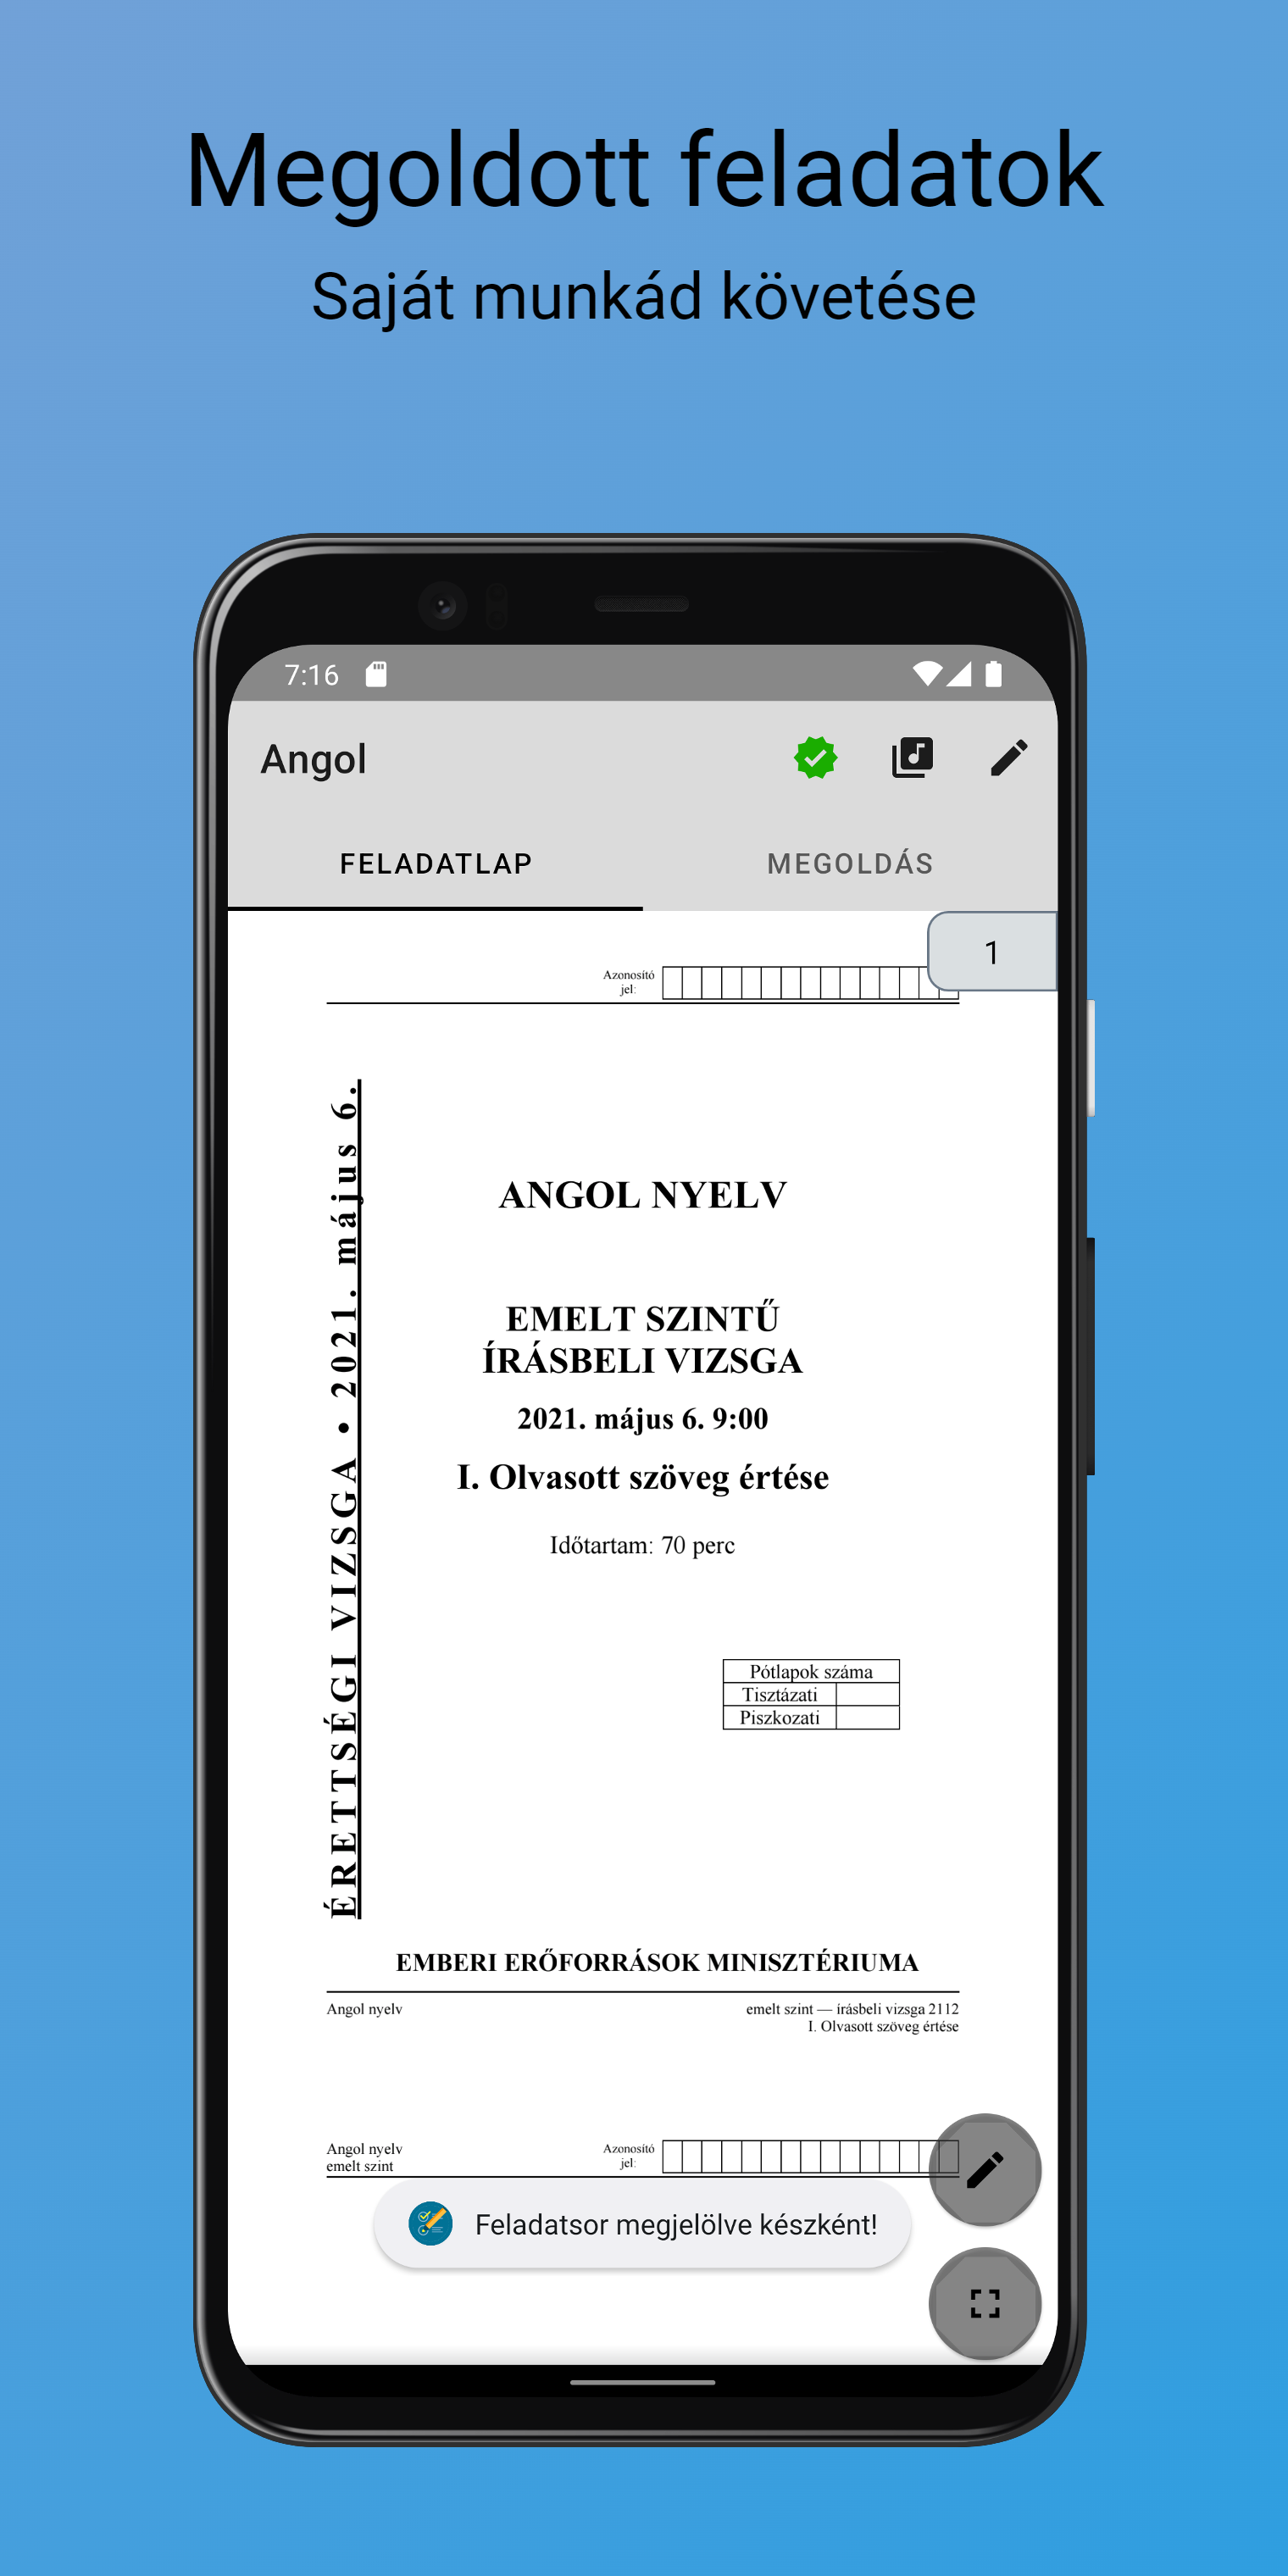 Megoldott feladatok
Saját munkád követése
7:16
Angol
FELADATLAP
MEGOLDÁS
1
Azonosító
jel:
ÉRETTSÉGI VIZSGA • 2021. május 6.
ANGOL NYELV
EMELT SZINTŰ
ÍRÁSBELI VIZSGA
2021. május 6. 9:00
I. Olvasott szöveg értése
Időtartam: 70 perc
Pótlapok száma
Tisztázati
Piszkozati
EMBERI ERŐFORRÁSOK MINISZTÉRIUMA
Angol nyelv
emelt szint — írásbeli vizsga 2112
I. Olvasott szöveg értése
Angol nyelv
emelt szint
Azonosító
jel:
Feladatsor megjelölve készként!